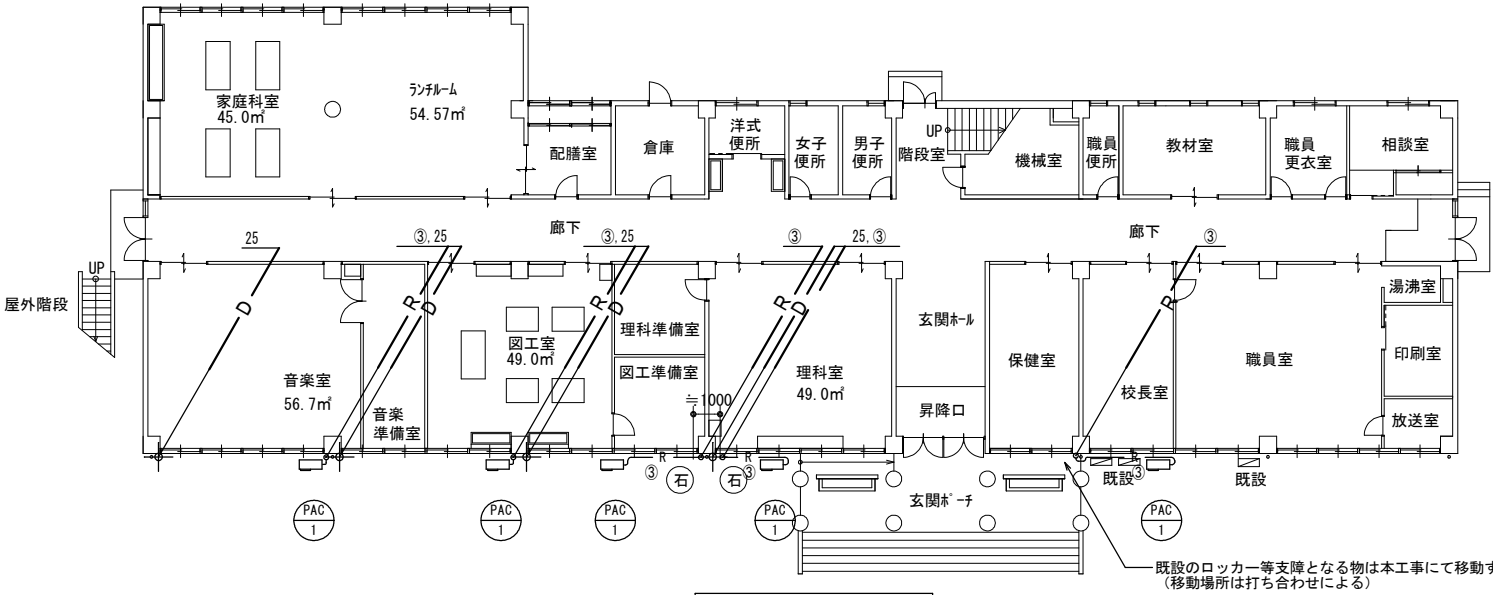 家庭科室
45.0㎡
ﾗﾝﾁﾙｰﾑ
54.57㎡
配膳室
倉庫
洋式
便所
女子
便所
男子
便所
UP
階段室
機械室
職員
便所
教材室
職員
更衣室
相談室
廊下
廊下
25
③,25
③,25
③
25,③
③
UP
屋外階段
D
R
D
R
D
R
D
R
音楽室
56.7㎡
音楽
準備室
図工室
49.0㎡
理科準備室
図工準備室
≒1000
理科室
49.0㎡
玄関ﾎｰﾙ
昇降口
保健室
校長室
職員室
湯沸室
印刷室
放送室
R
③
石
R
③
石
R
③
既設
既設
玄関ﾎﾟｰﾁ
PAC
1
PAC
1
PAC
1
PAC
1
PAC
1
既設のロッカー等支障となる物は本工事にて移動す
（移動場所は打ち合わせによる）